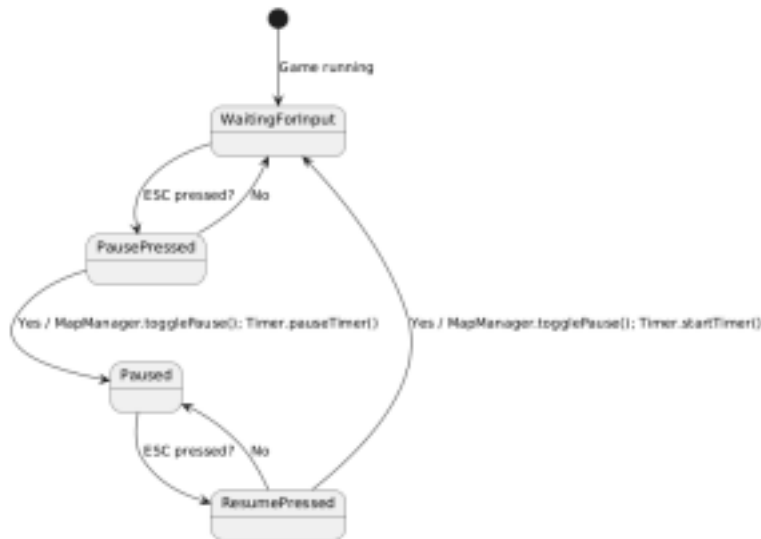 Game running
WaitingForInput
ESC pressed?
No
PausePressed
Yes / MapManager.togglePause(); Timer.pauseTimer()
Yes / MapManager.togglePause(); Timer.startTimer()
Paused
ESC pressed?
No
ResumePressed